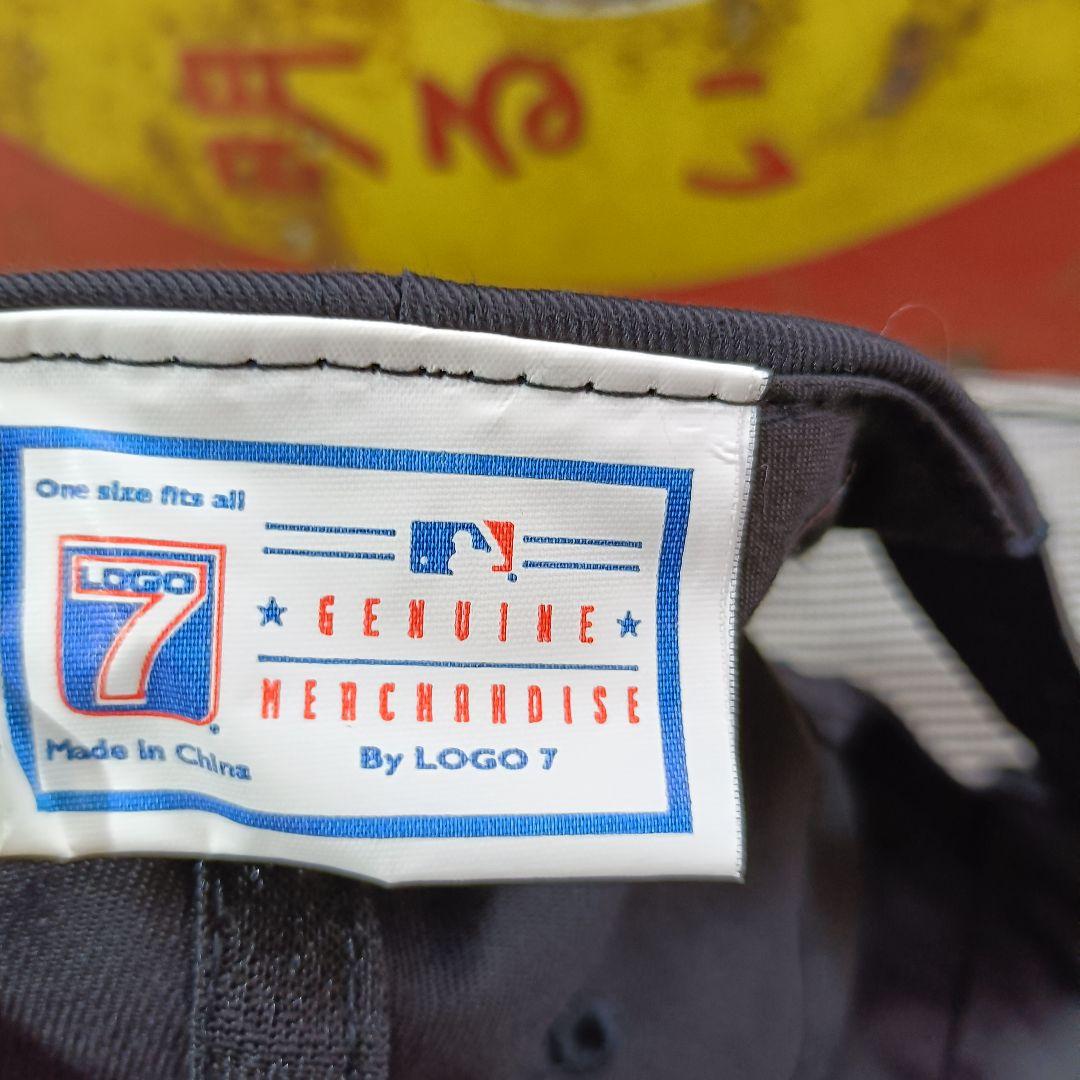 One size fits all
LOGO
7
GENUINE
MERCHANDISE
Made in China
By LOGO 7